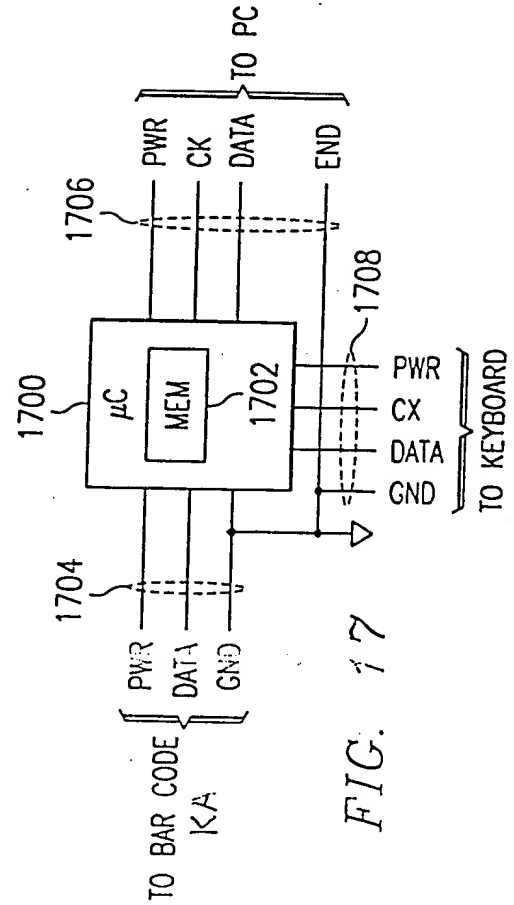 1700
1706
µC
MEM
1702
1704
PWR
DATA
GND
TO BAR CODE
KA
PWR
CK
DATA
END
TO PC
1708
GND
DATA
CX
PWR
TO KEYBOARD
FIG. 17